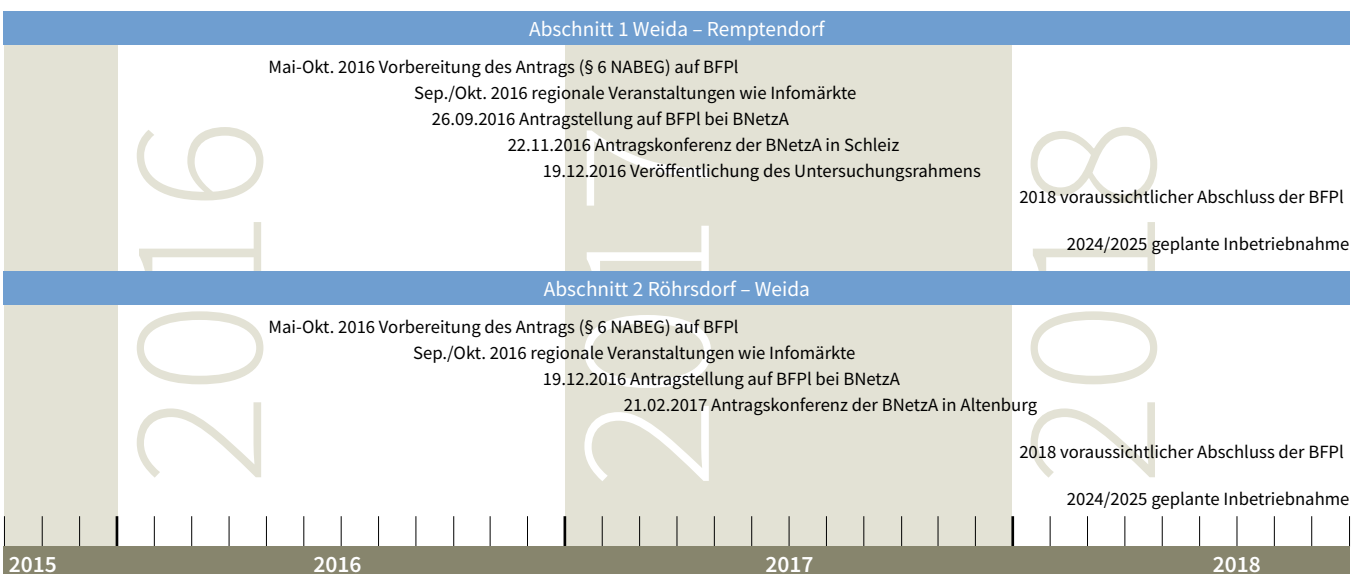 Abschnitt 1 Weida – Remptendorf
Mai-Okt. 2016 Vorbereitung des Antrags (§ 6 NABEG) auf BFPl
Sep./Okt. 2016 regionale Veranstaltungen wie Infomärkte
26.09.2016 Antragstellung auf BFPl bei BNetzA
22.11.2016 Antragskonferenz der BNetzA in Schleiz
19.12.2016 Veröffentlichung des Untersuchungsrahmens
2018 voraussichtlicher Abschluss der BFPl
2024/2025 geplante Inbetriebnahme
Abschnitt 2 Röhrsdorf – Weida
Mai-Okt. 2016 Vorbereitung des Antrags (§ 6 NABEG) auf BFPl
Sep./Okt. 2016 regionale Veranstaltungen wie Infomärkte
19.12.2016 Antragstellung auf BFPl bei BNetzA
21.02.2017 Antragskonferenz der BNetzA in Altenburg
2018 voraussichtlicher Abschluss der BFPl
2024/2025 geplante Inbetriebnahme
2016
2017
2018
2015 2016 2017 2018